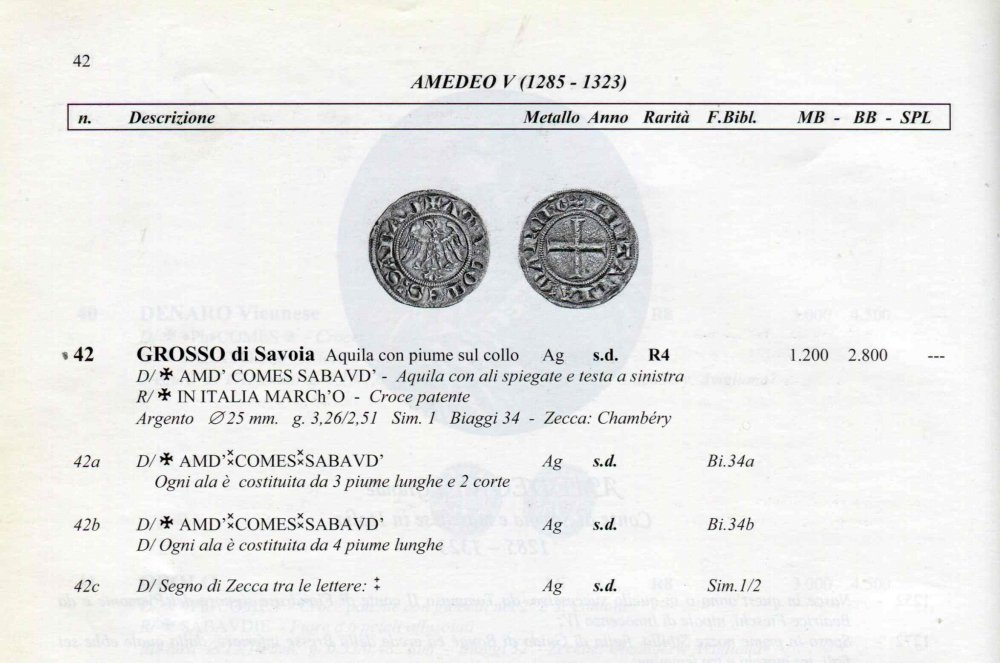 42
AMEDEO V (1285 - 1323)
n. Descrizione Metallo Anno Rarità F.Bibl. MB - BB - SPL
42 GROSSO di Savoia Aquila con piume sul collo Ag s.d. R4 1.200 2.800 ---
D/ ✠ AMD' COMES SABAVD' - Aquila con ali spiegate e testa a sinistra
R/ ✠ IN ITALIA MARCh'O - Croce patente
Argento Ø 25 mm. g. 3,26/2,51 Sim. 1 Biaggi 34 - Zecca: Chambéry
42a D/ ✠ AMD'ˣₓCOMESˣₓSABAVD' Ag s.d. Bi.34a
Ogni ala è costituita da 3 piume lunghe e 2 corte
42b D/ ✠ AMD'ˣₓCOMESˣₓSABAVD' Ag s.d. Bi.34b
D/ Ogni ala è costituita da 4 piume lunghe
42c D/ Segno di Zecca tra le lettere: ‡ Ag s.d. Sim.1/2